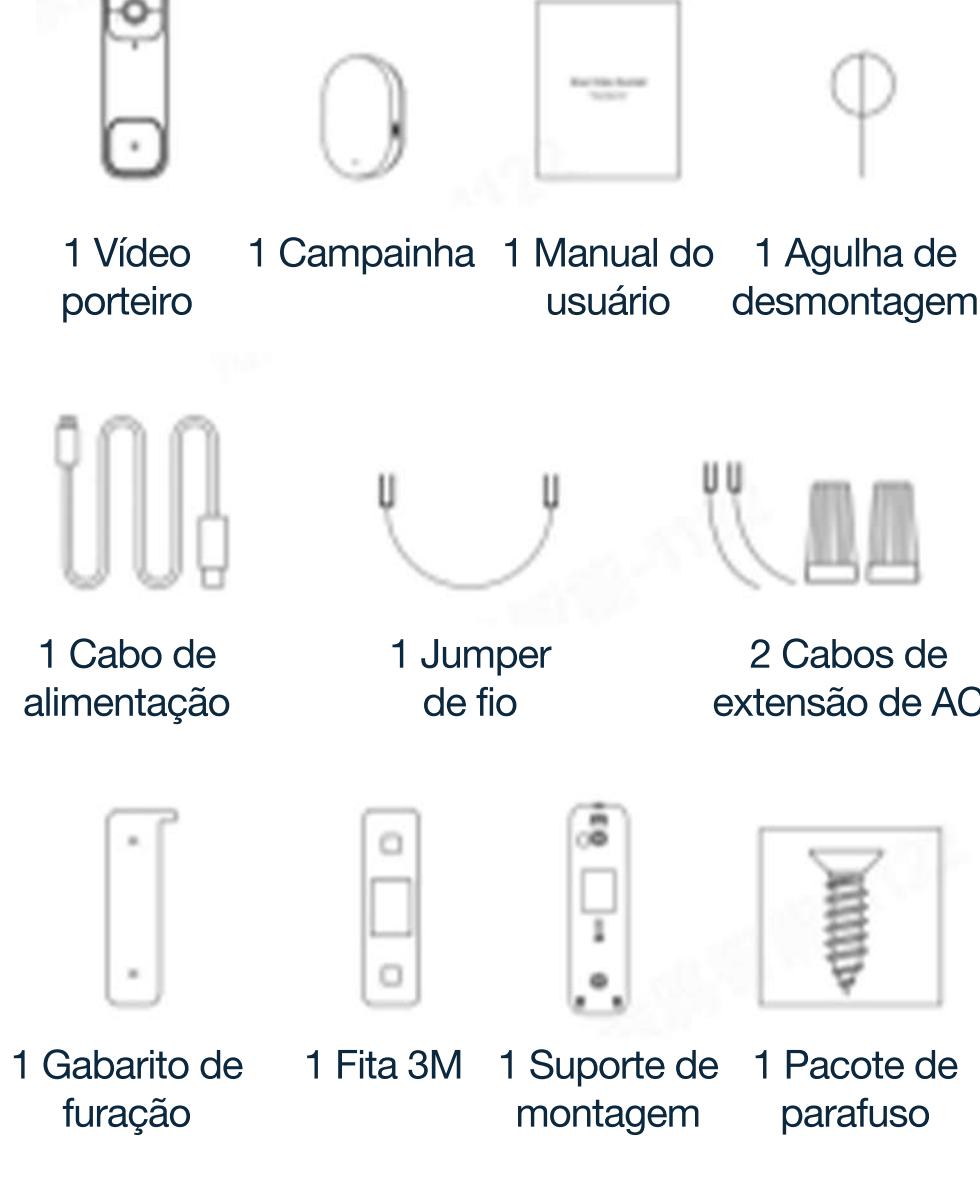 1 Vídeo
porteiro
1 Campainha
1 Manual do
usuário
1 Agulha de
desmontagem
1 Cabo de
alimentação
1 Jumper
de fio
2 Cabos de
extensão de AC
1 Gabarito de
furação
1 Fita 3M
1 Suporte de
montagem
1 Pacote de
parafuso